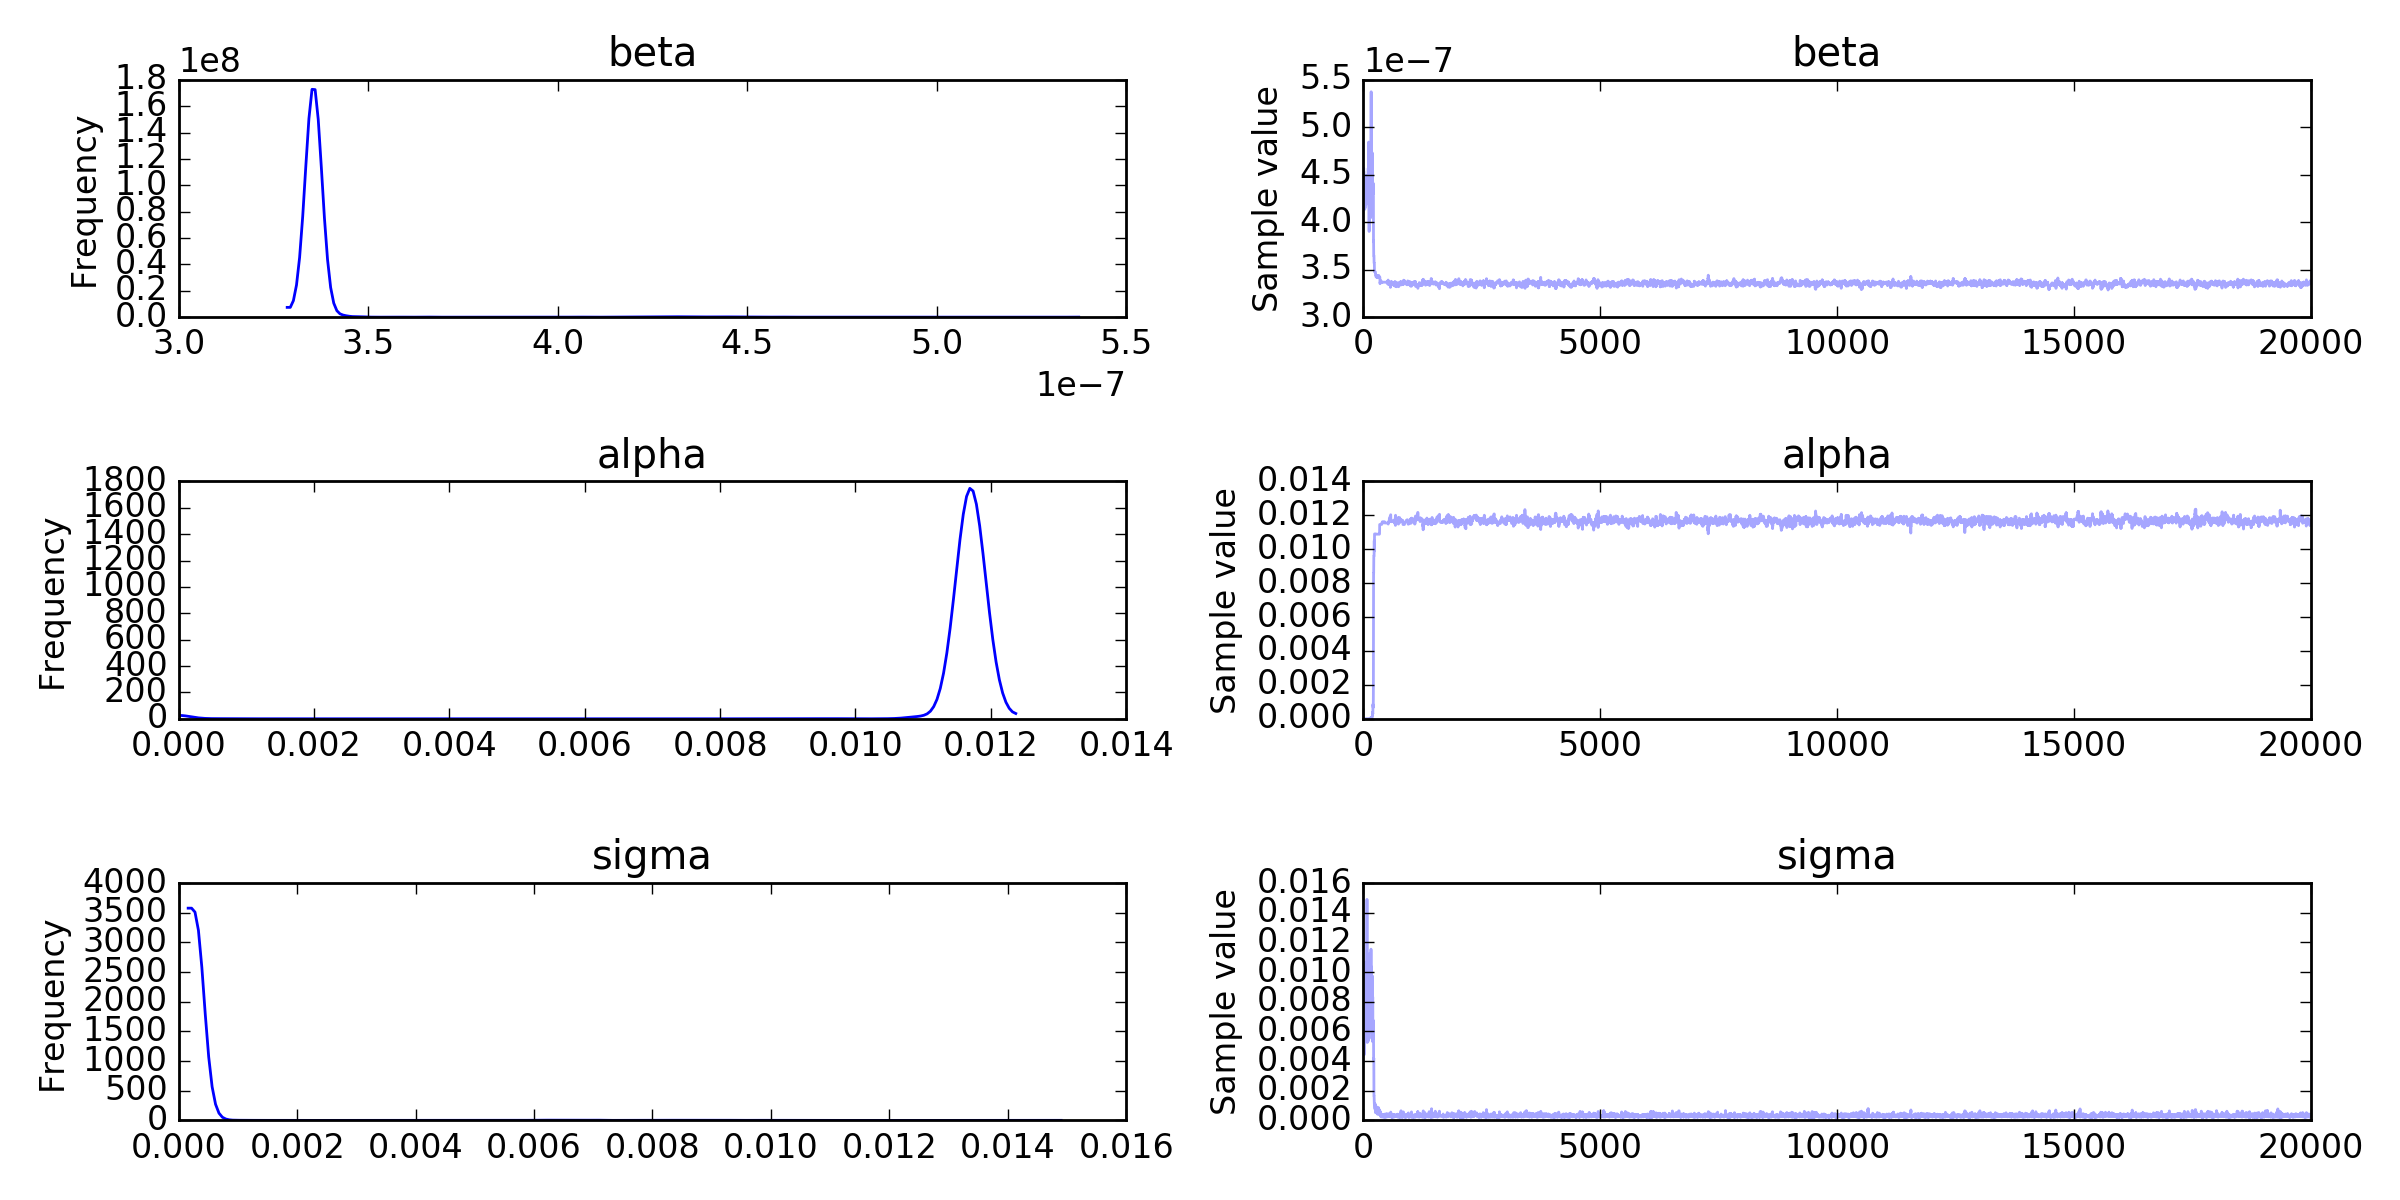 beta
1e8
Frequency
1.8
1.6
1.4
1.2
1.0
0.8
0.6
0.4
0.2
0.0
3.0 3.5 4.0 4.5 5.0 5.5
1e−7
beta
1e−7
Sample value
5.5
5.0
4.5
4.0
3.5
3.0
0 5000 10000 15000 20000
alpha
Frequency
1800
1600
1400
1200
1000
800
600
400
200
0
0.000 0.002 0.004 0.006 0.008 0.010 0.012 0.014
alpha
Sample value
0.014
0.012
0.010
0.008
0.006
0.004
0.002
0.000
0 5000 10000 15000 20000
sigma
Frequency
4000
3500
3000
2500
2000
1500
1000
500
0
0.000 0.002 0.004 0.006 0.008 0.010 0.012 0.014 0.016
sigma
Sample value
0.016
0.014
0.012
0.010
0.008
0.006
0.004
0.002
0.000
0 5000 10000 15000 20000